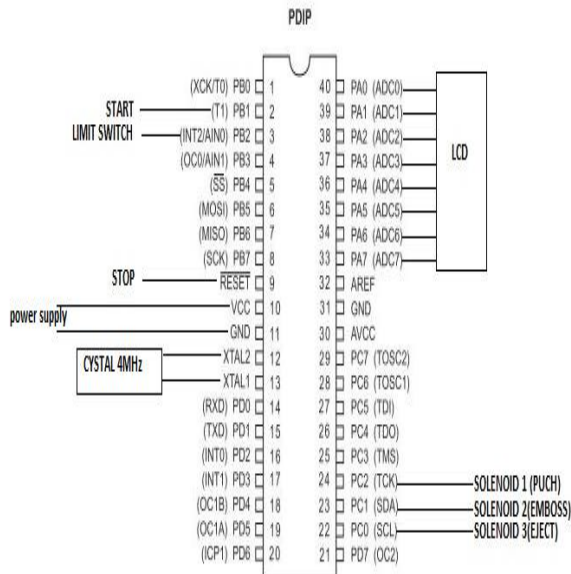 PDIP
(XCK/T0) PB0 1 40 PA0 (ADC0)
START (T1) PB1 2 39 PA1 (ADC1)
LIMIT SWITCH (INT2/AIN0) PB2 3 38 PA2 (ADC2)
(OC0/AIN1) PB3 4 37 PA3 (ADC3)
LCD
(SS) PB4 5 36 PA4 (ADC4)
(MOSI) PB5 6 35 PA5 (ADC5)
(MISO) PB6 7 34 PA6 (ADC6)
(SCK) PB7 8 33 PA7 (ADC7)
STOP RESET 9 32 AREF
VCC 10 31 GND
power supply
GND 11 30 AVCC
CYSTAL 4MHz
XTAL2 12 29 PC7 (TOSC2)
XTAL1 13 28 PC6 (TOSC1)
(RXD) PD0 14 27 PC5 (TDI)
(TXD) PD1 15 26 PC4 (TDO)
(INT0) PD2 16 25 PC3 (TMS)
(INT1) PD3 17 24 PC2 (TCK) SOLENOID 1 (PUCH)
(OC1B) PD4 18 23 PC1 (SDA) SOLENOID 2(EMBOSS)
(OC1A) PD5 19 22 PC0 (SCL) SOLENOID 3(EJECT)
(ICP1) PD6 20 21 PD7 (OC2)